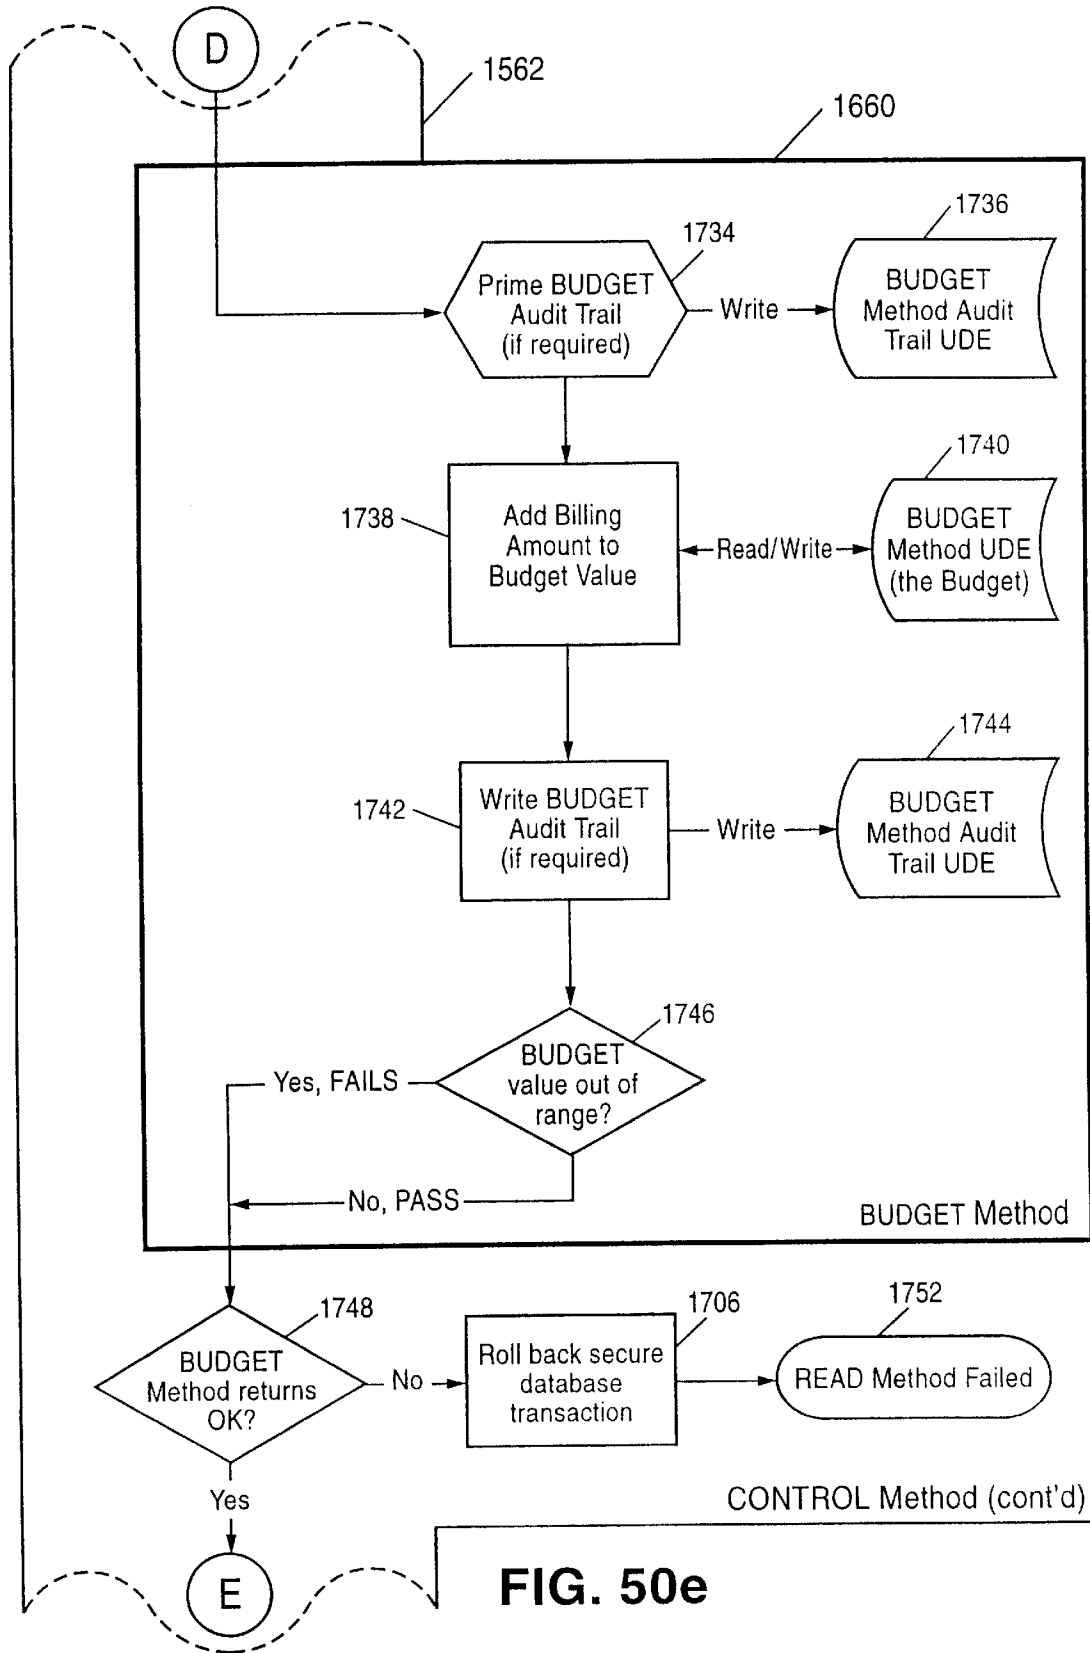 D
1562
1660
1734
1736
Prime BUDGET
Audit Trail
(if required)
Write
BUDGET
Method Audit
Trail UDE
1738
Add Billing
Amount to
Budget Value
Read/Write
1740
BUDGET
Method UDE
(the Budget)
1742
Write BUDGET
Audit Trail
(if required)
Write
1744
BUDGET
Method Audit
Trail UDE
1746
BUDGET
value out of
range?
Yes, FAILS
No, PASS
BUDGET Method
1748
BUDGET
Method returns
OK?
No
1706
Roll back secure
database
transaction
1752
READ Method Failed
Yes
CONTROL Method (cont'd)
E
FIG. 50e